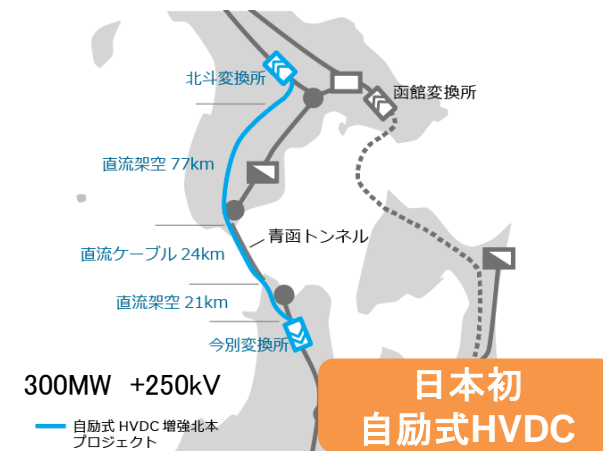 北斗変換所
函館変換所
直流架空 77km
青函トンネル
直流ケーブル 24km
直流架空 21km
今別変換所
300MW +250kV
自励式 HVDC 増強北本
プロジェクト
日本初
自励式HVDC